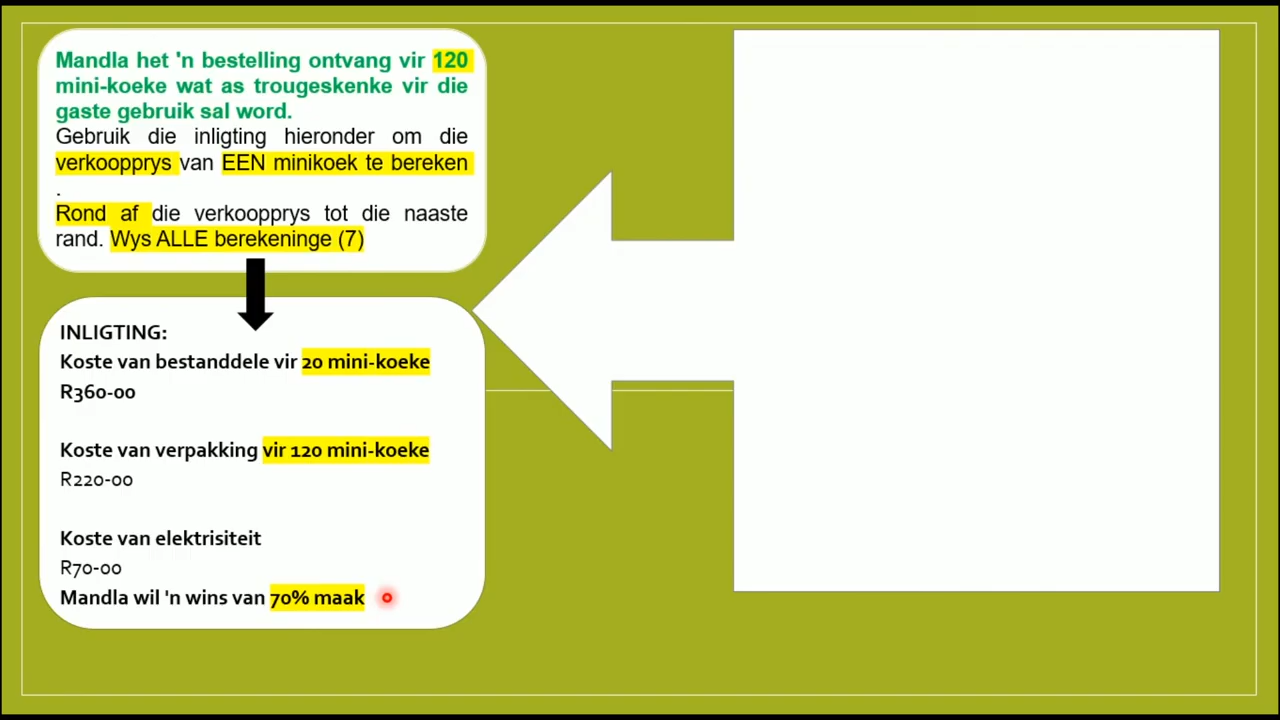 Mandla het 'n bestelling ontvang vir 120
mini-koeke wat as trougeskenke vir die
gaste gebruik sal word.
Gebruik die inligting hieronder om die
verkoopprys van EEN minikoek te bereken
.
Rond af die verkoopprys tot die naaste
rand. Wys ALLE berekeninge (7)
INLIGTING:
Koste van bestanddele vir 20 mini-koeke
R360-00
Koste van verpakking vir 120 mini-koeke
R220-00
Koste van elektrisiteit
R70-00
Mandla wil 'n wins van 70% maak